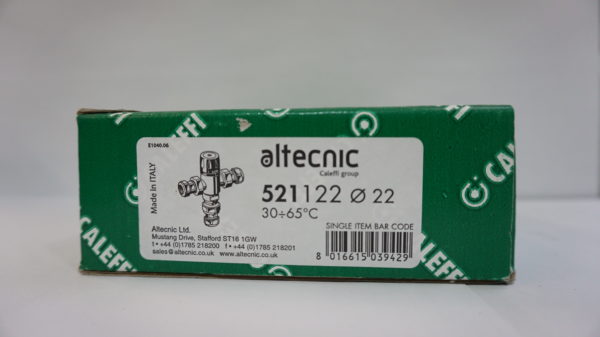 CALEFFI
CALEFFI
CALEFFI
E1040.06
Made in ITALY
altecnic
Caleffi group
521122 Ø 22
30÷65°C
SINGLE ITEM BAR CODE
8 016615 039429
Altecnic Ltd.
Mustang Drive, Stafford ST16 1GW
t • +44 (0)1785 218200 f • +44 (0)1785 218201
sales@altecnic.co.uk www.altecnic.co.uk